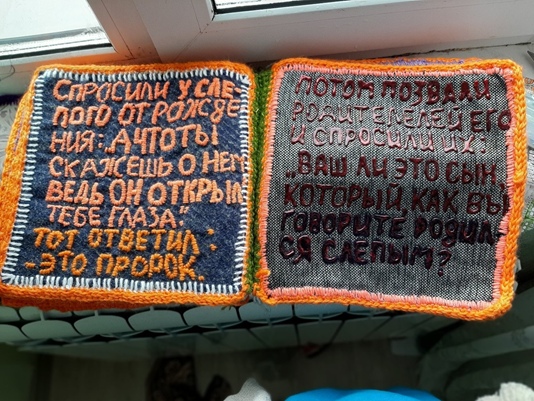 СПРОСИЛИ У СЛЕ-
ПОГО ОТ РОЖДЕ
НИЯ: „А ЧТО ТЫ
СКАЖЕШЬ О НЕМ
ВЕДЬ ОН ОТКРЫЛ
ТЕБЕ ГЛАЗА."
ТОТ ОТВЕТИЛ:
- ЭТО ПРОРОК.
ПОТОМ ПОЗВАЛИ
РОДИТЕЛЕЛЕЙ ЕГО
И СПРОСИЛИ ИХ:
„ВАШ ЛИ ЭТО СЫН,
КОТОРЫЙ, КАК ВЫ
ГОВОРИТЕ РОДИЛ-
СЯ СЛЕПЫМ?